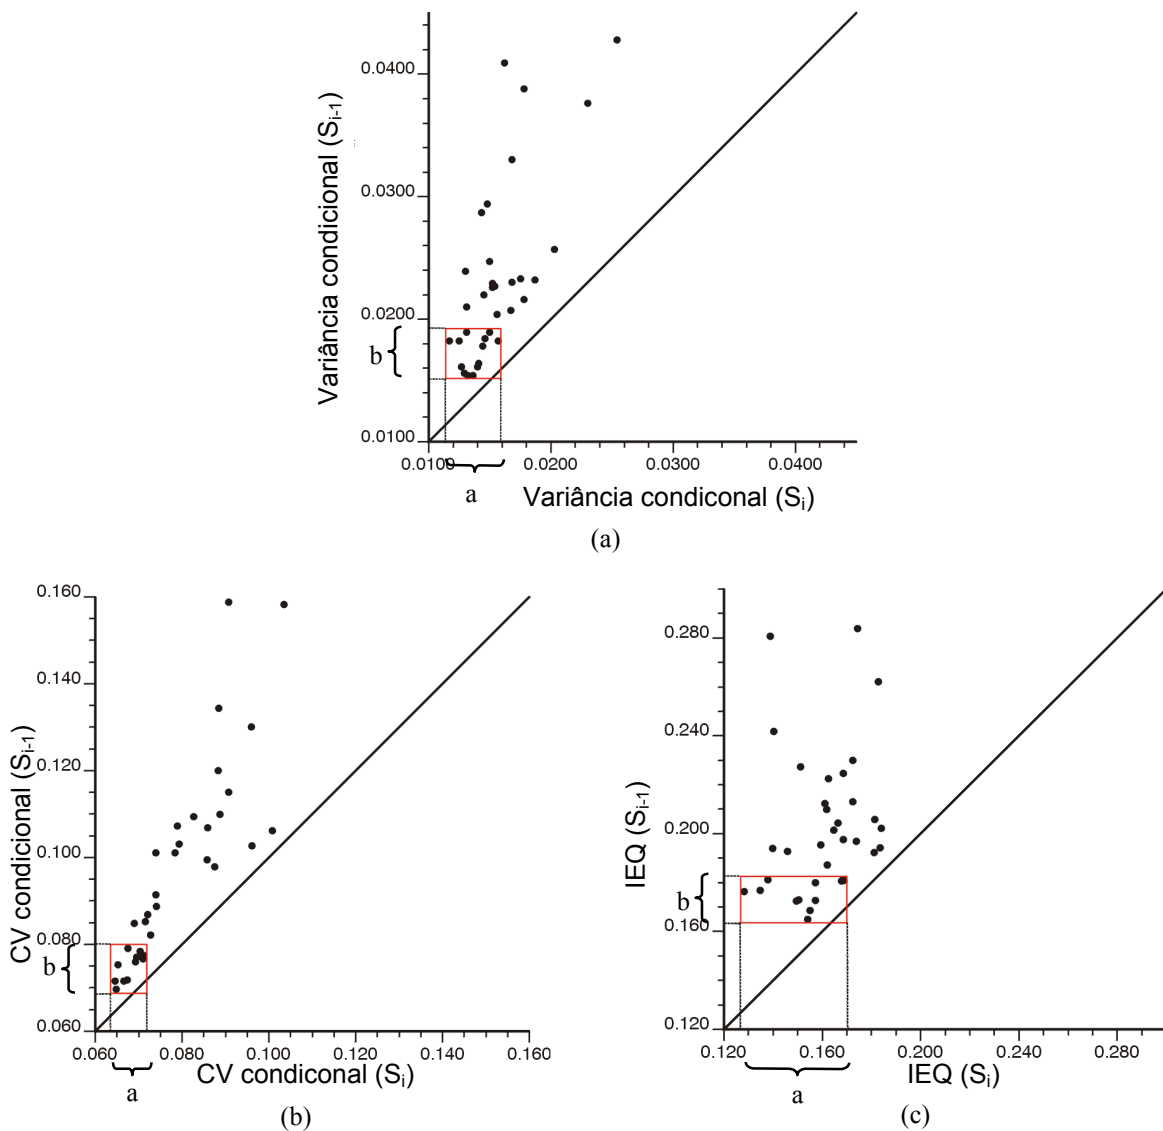 0.0400
0.0300
0.0200
0.0100
Variância condicional (Si-1)
b
0.0100 0.0200 0.0300 0.0400
a
Variância condiconal (Si)
(a)
0.160
0.140
0.120
0.100
0.080
0.060
CV condicional (Si-1)
b
0.060 0.080 0.100 0.120 0.140 0.160
CV condiconal (Si)
a
(b)
0.280
0.240
0.200
0.160
0.120
IEQ (Si-1)
b
0.120 0.160 0.200 0.240 0.280
IEQ (Si)
a
(c)